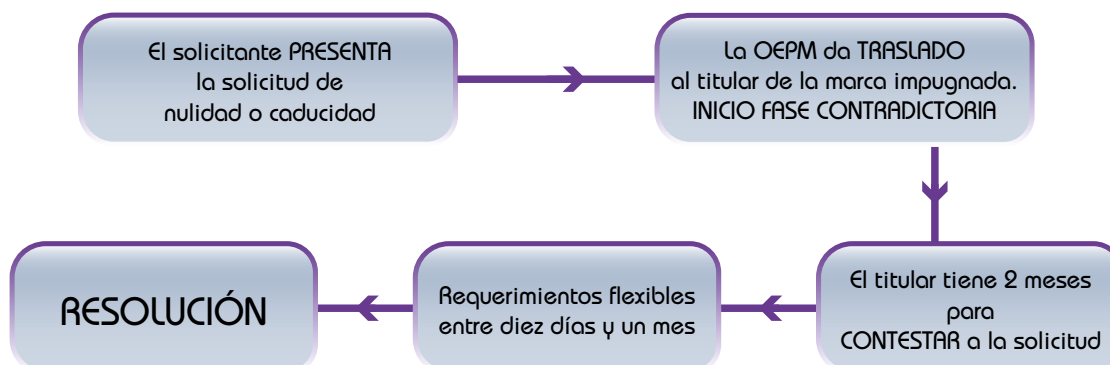 El solicitante PRESENTA
la solicitud de
nulidad o caducidad
La OEPM da TRASLADO
al titular de la marca impugnada.
INICIO FASE CONTRADICTORIA
El titular tiene 2 meses
para
CONTESTAR a la solicitud
Requerimientos flexibles
entre diez días y un mes
RESOLUCIÓN